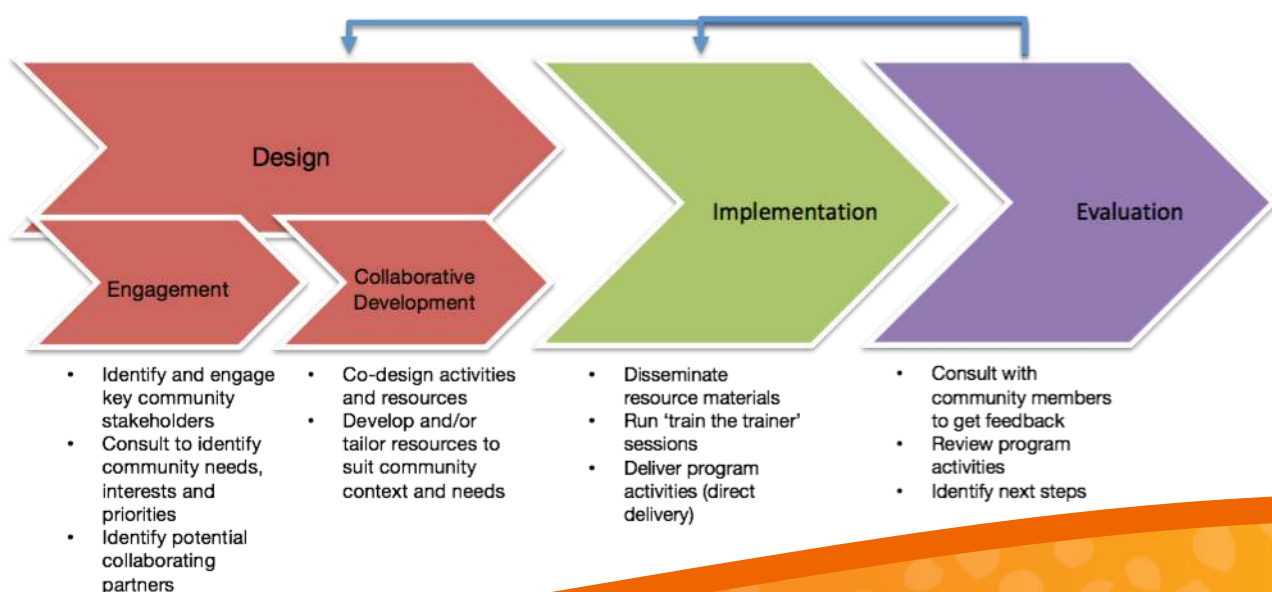 Design
Engagement
Collaborative
Development
Implementation
Evaluation
• Identify and engage
key community
stakeholders
• Consult to identify
community needs,
interests and
priorities
• Identify potential
collaborating
partners
• Co-design activities
and resources
• Develop and/or
tailor resources to
suit community
context and needs
• Disseminate
resource materials
• Run ‘train the trainer’
sessions
• Deliver program
activities (direct
delivery)
• Consult with
community members
to get feedback
• Review program
activities
• Identify next steps